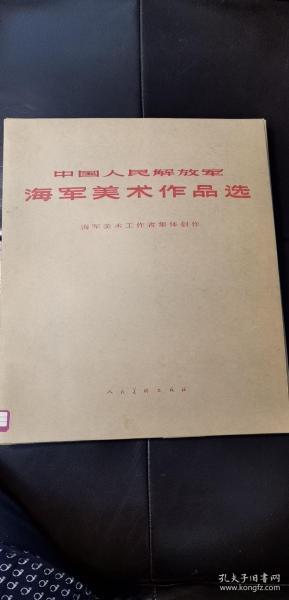 中国人民解放军
海军美术作品选
海军美术工作者集体创作
人民美术出版社
孔夫子旧书网